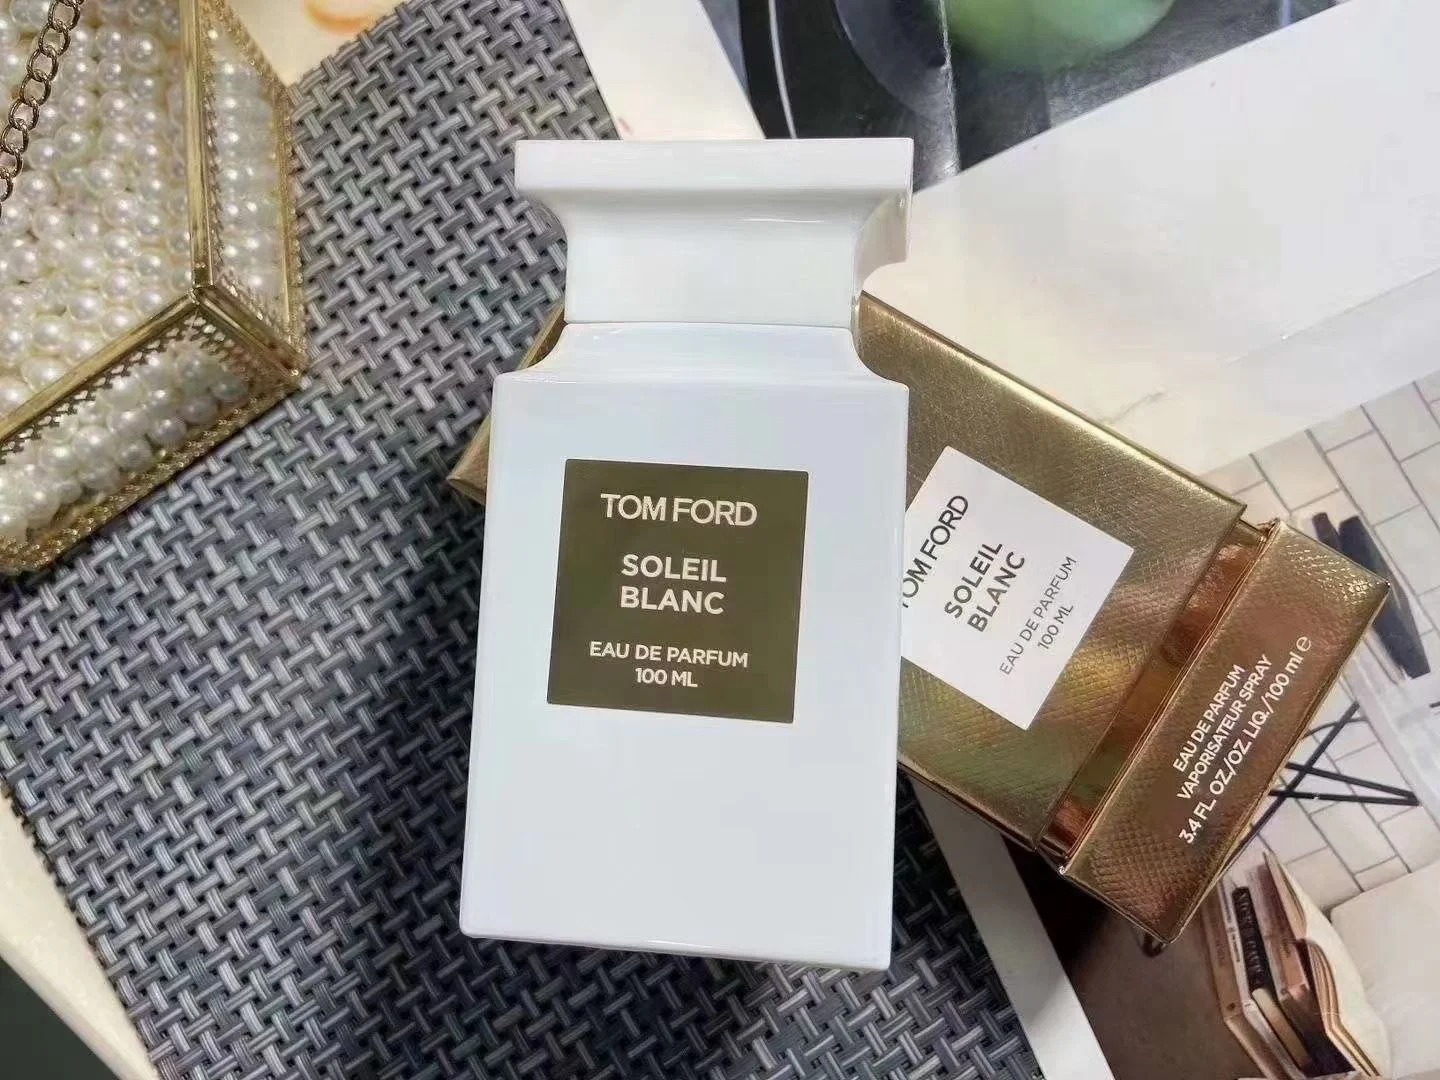 TOM FORD
SOLEIL
BLANC
EAU DE PARFUM
100 ML
TOM FORD
SOLEIL
BLANC
EAU DE PARFUM
100 ML
EAU DE PARFUM
VAPORISATEUR SPRAY
3.4 FL. OZ/OZ LIQ./100 ml ℮